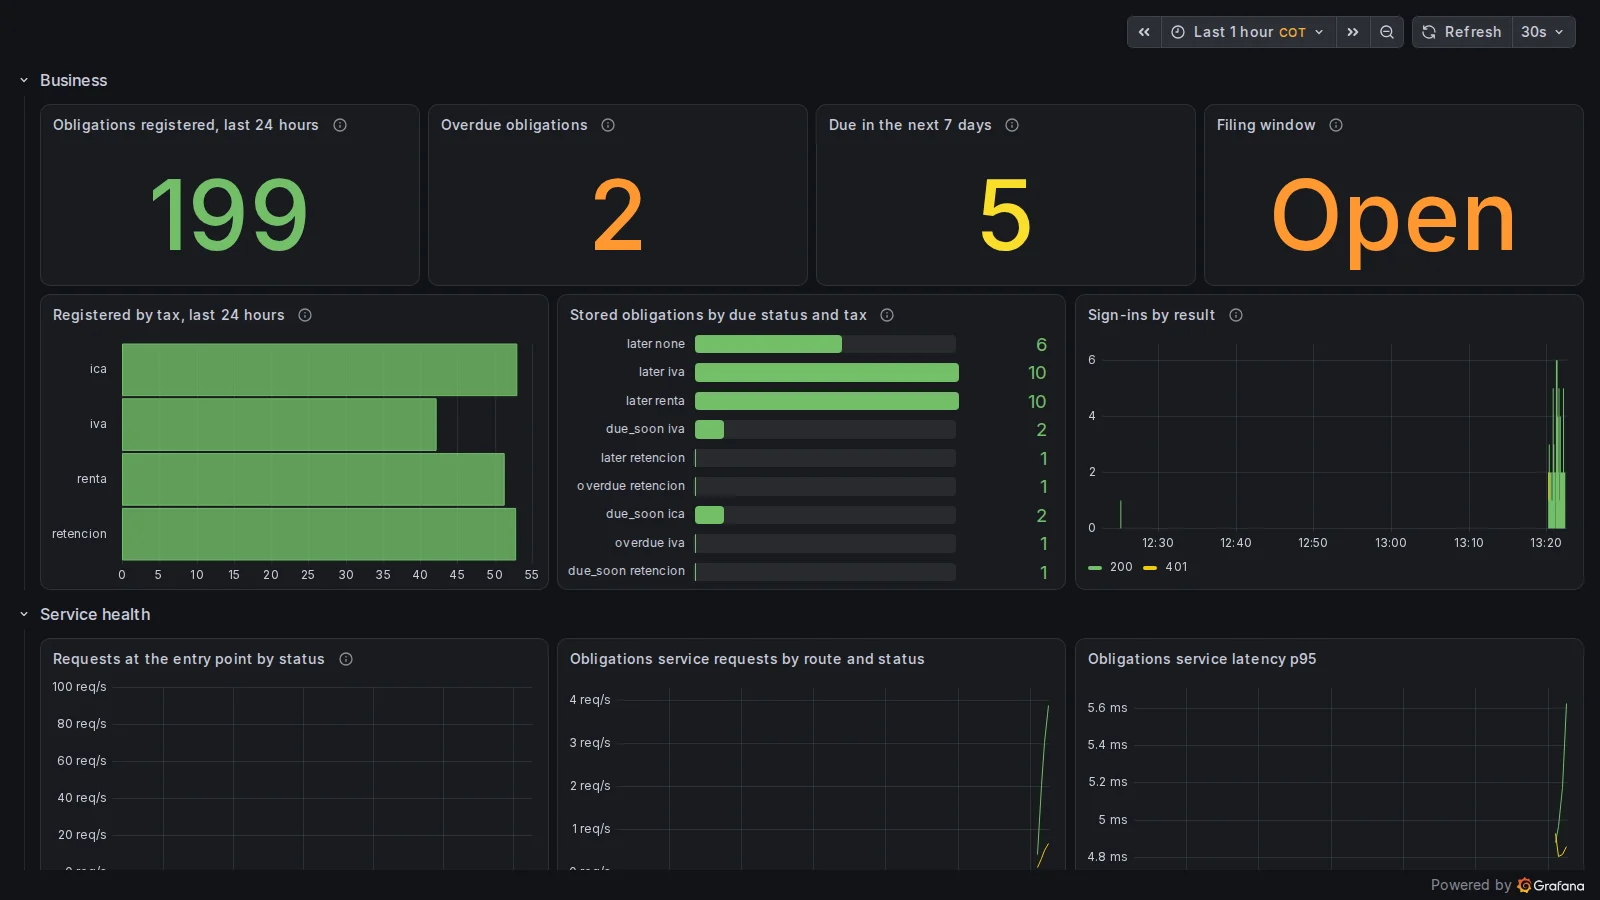 Last 1 hour COT
Refresh
30s
Business
Obligations registered, last 24 hours
199
Overdue obligations
2
Due in the next 7 days
5
Filing window
Open
Registered by tax, last 24 hours
ica
iva
renta
retencion
0 5 10 15 20 25 30 35 40 45 50 55
Stored obligations by due status and tax
later none 6
later iva 10
later renta 10
due_soon iva 2
later retencion 1
overdue retencion 1
due_soon ica 2
overdue iva 1
due_soon retencion 1
Sign-ins by result
6
4
2
0
12:30 12:40 12:50 13:00 13:10 13:20
200 401
Service health
Requests at the entry point by status
100 req/s
80 req/s
60 req/s
40 req/s
20 req/s
Obligations service requests by route and status
4 req/s
3 req/s
2 req/s
1 req/s
Obligations service latency p95
5.6 ms
5.4 ms
5.2 ms
5 ms
4.8 ms
Powered by Grafana